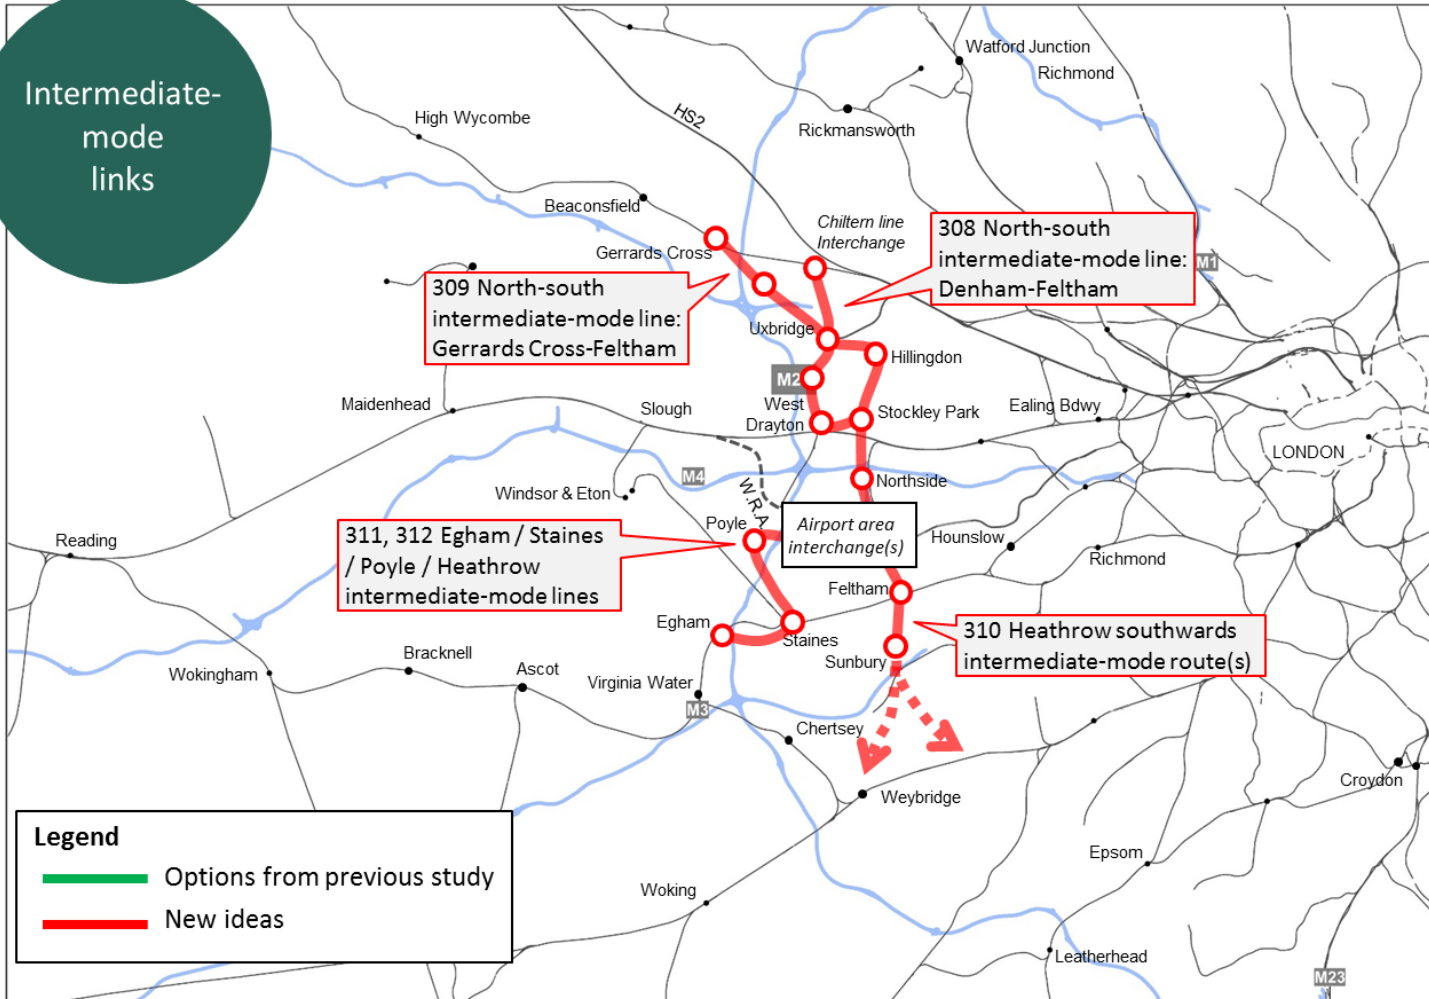 Intermediate-
mode
links
Watford Junction
Richmond
HS2
High Wycombe
Rickmansworth
Beaconsfield
Chiltern line
Interchange
Gerrards Cross
308 North-south
intermediate-mode line:
Denham-Feltham
M1
309 North-south
intermediate-mode line:
Gerrards Cross-Feltham
Uxbridge
Hillingdon
M2
Maidenhead
Slough
West
Drayton
Stockley Park
Ealing Bdwy
LONDON
M4
Windsor & Eton
W.R.A.
Northside
Poyle
Airport area
interchange(s)
Hounslow
Richmond
Reading
311, 312 Egham / Staines
/ Poyle / Heathrow
intermediate-mode lines
Feltham
Egham
Staines
Sunbury
310 Heathrow southwards
intermediate-mode route(s)
Wokingham
Bracknell
Ascot
Virginia Water
M3
Chertsey
Weybridge
Croydon
Legend
Options from previous study
New ideas
Epsom
Woking
Leatherhead
M23